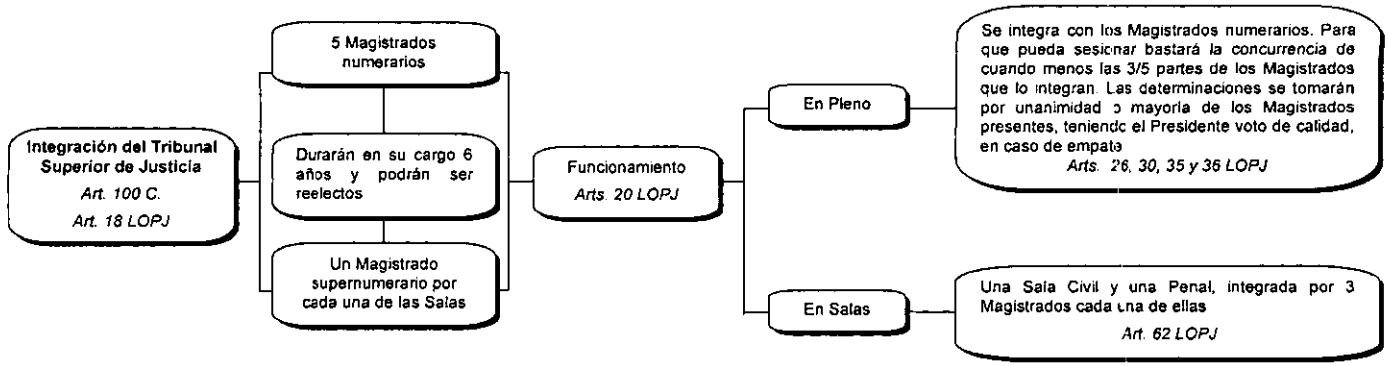 Integración del Tribunal
Superior de Justicia
Art. 100 C.
Art. 18 LOPJ
5 Magistrados
numerarios
Durarán en su cargo 6
años y podrán ser
reelectos
Un Magistrado
supernumerario por
cada una de las Salas
Funcionamiento
Arts. 20 LOPJ
En Pleno
Se integra con los Magistrados numerarios. Para
que pueda sesionar bastará la concurrencia de
cuando menos las 3/5 partes de los Magistrados
que lo integran. Las determinaciones se tomarán
por unanimidad o mayoría de los Magistrados
presentes, teniendo el Presidente voto de calidad,
en caso de empate
Arts. 26, 30, 35 y 36 LOPJ
En Salas
Una Sala Civil y una Penal, integrada por 3
Magistrados cada una de ellas
Art. 62 LOPJ